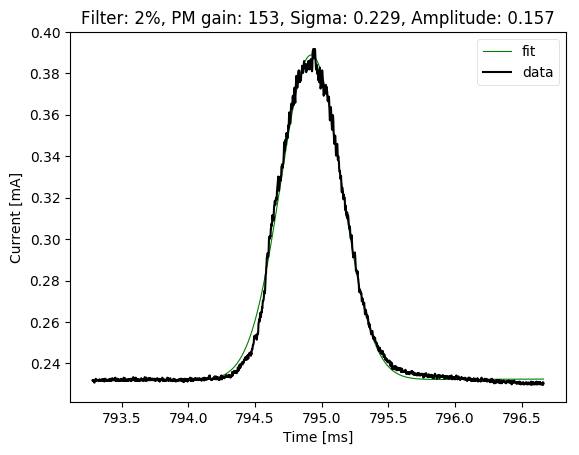 Filter: 2%, PM gain: 153, Sigma: 0.229, Amplitude: 0.157
0.40
0.38
0.36
0.34
0.32
0.30
0.28
0.26
0.24
Current [mA]
fit
data
793.5 794.0 794.5 795.0 795.5 796.0 796.5
Time [ms]